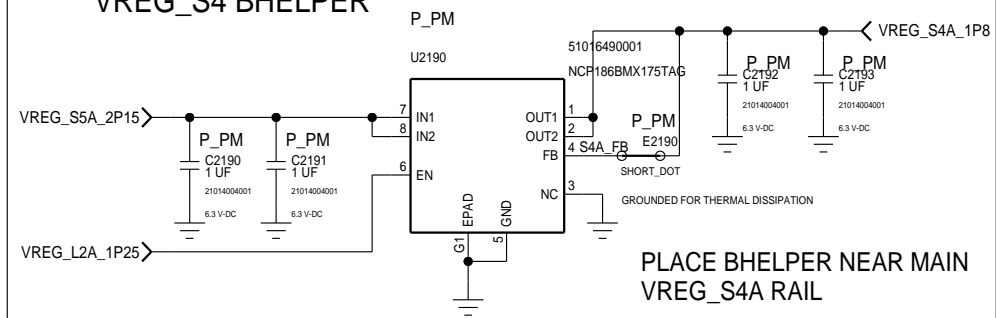 VREG_S4 BHELPER
P_PM
U2190
51016490001
NCP186BMX175TAG
VREG_S4A_1P8
P_PM
C2192
1 UF
21014004001
6.3 V-DC
P_PM
C2193
1 UF
21014004001
6.3 V-DC
VREG_S5A_2P15
7
IN1
8
IN2
6
EN
OUT1
1
OUT2
2
FB
4
S4A_FB
NC
3
EPAD
GND
G1
5
P_PM
E2190
SHORT_DOT
P_PM
C2190
1 UF
21014004001
6.3 V-DC
C2191
1 UF
21014004001
6.3 V-DC
P_PM
GROUNDED FOR THERMAL DISSIPATION
VREG_L2A_1P25
PLACE BHELPER NEAR MAIN
VREG_S4A RAIL